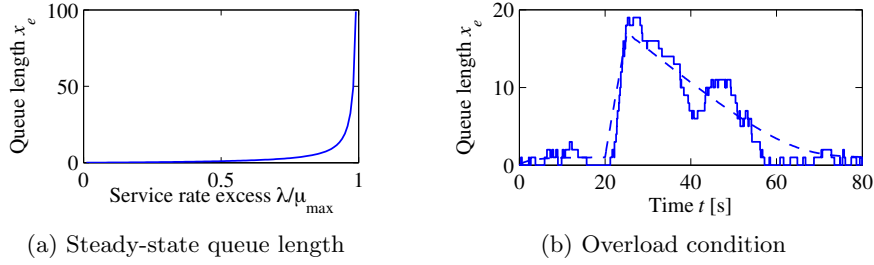 Queue length x_e
100
50
0
0
0.5
1
Service rate excess λ/μ_max
(a) Steady-state queue length
Queue length x_e
20
10
0
0
20
40
60
80
Time t [s]
(b) Overload condition